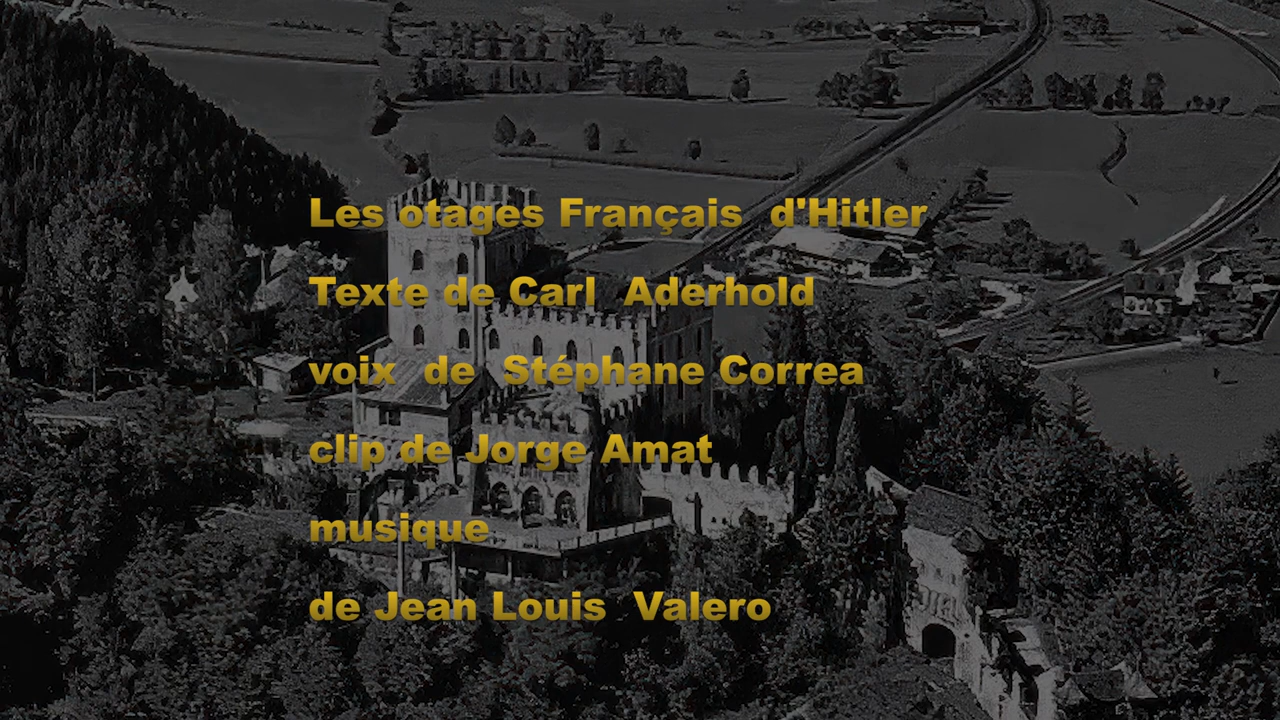 Les otages Français d'Hitler
Texte de Carl Aderhold
voix de Stéphane Correa
clip de Jorge Amat
musique
de Jean Louis Valero